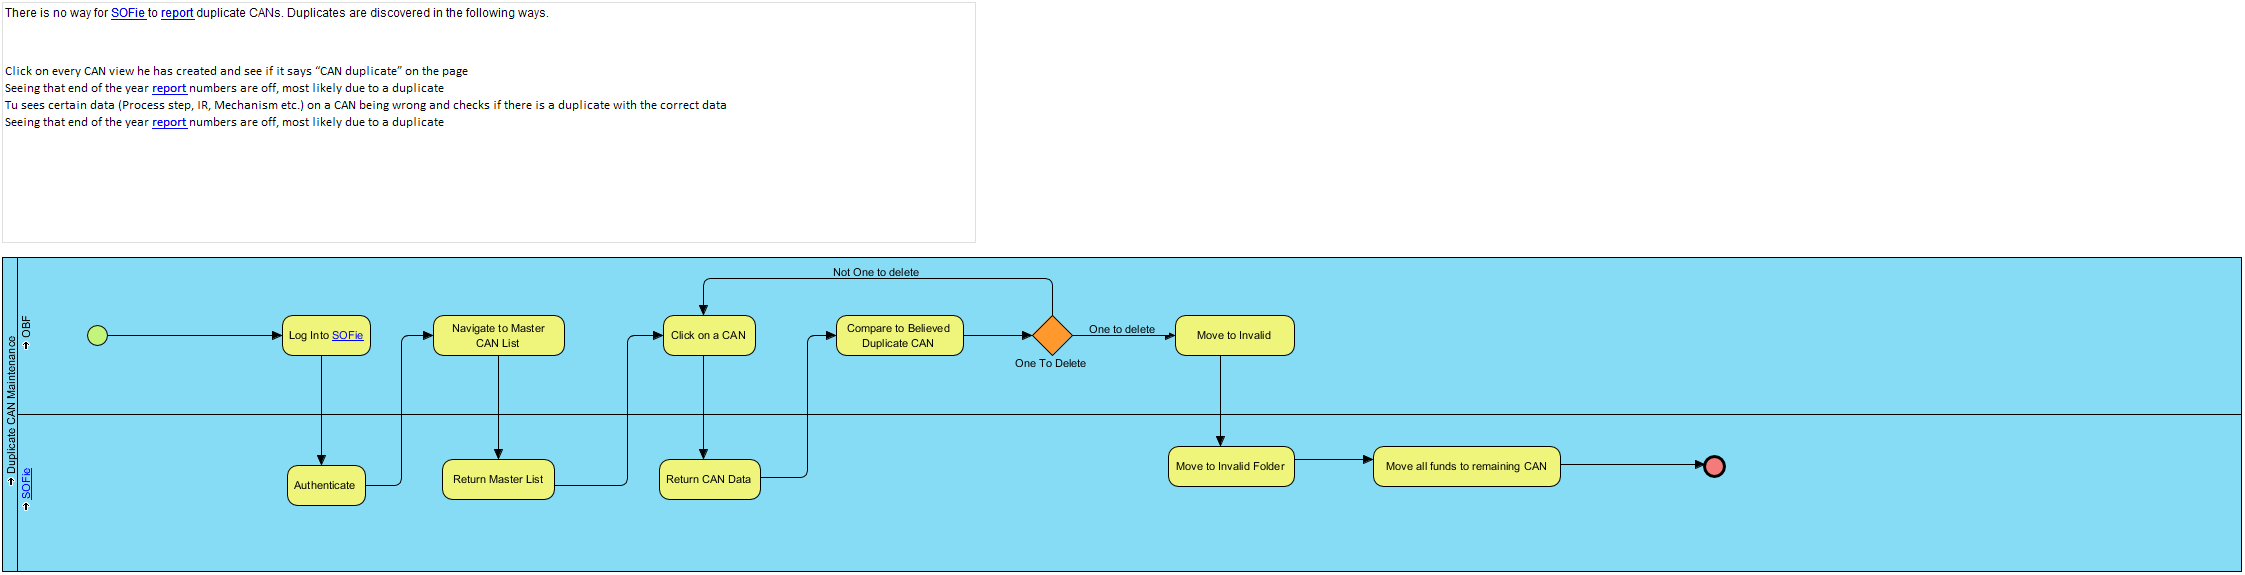 There is no way for SOFie to report duplicate CANs. Duplicates are discovered in the following ways.
Click on every CAN view he has created and see if it says “CAN duplicate” on the page
Seeing that end of the year report numbers are off, most likely due to a duplicate
Tu sees certain data (Process step, IR, Mechanism etc.) on a CAN being wrong and checks if there is a duplicate with the correct data
Seeing that end of the year report numbers are off, most likely due to a duplicate
Duplicate CAN Maintenance
OBF
Not One to delete
Log Into SOFie
Navigate to Master
CAN List
Click on a CAN
Compare to Believed
Duplicate CAN
One To Delete
One to delete
Move to Invalid
SOFie
Authenticate
Return Master List
Return CAN Data
Move to Invalid Folder
Move all funds to remaining CAN